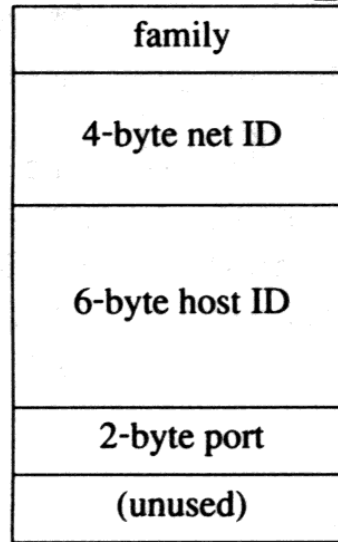 family
4-byte net ID
6-byte host ID
2-byte port
(unused)